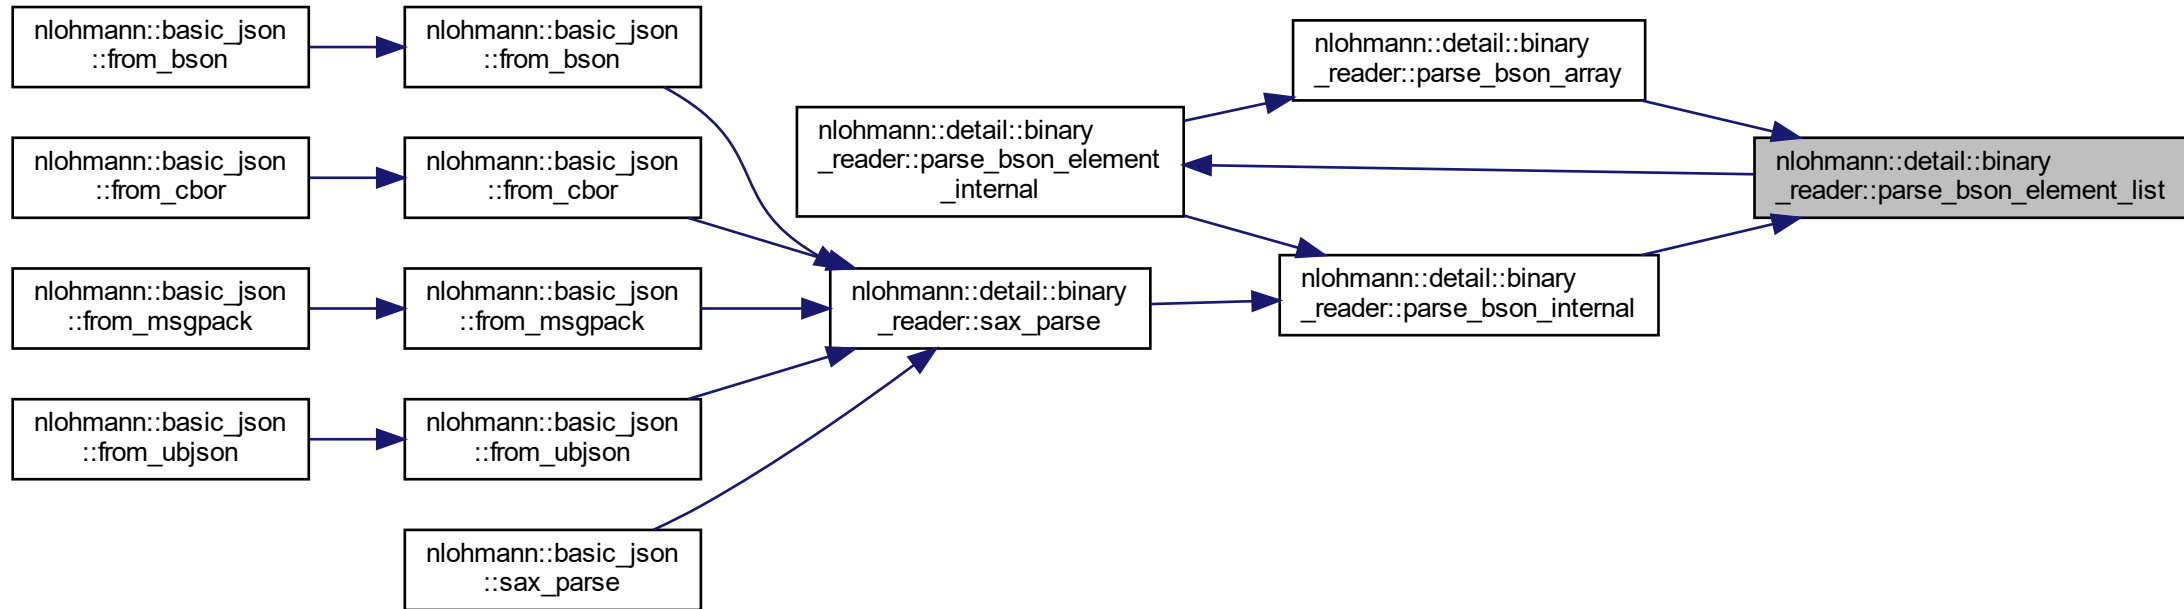 nlohmann::basic_json
::from_bson
nlohmann::basic_json
::from_bson
nlohmann::detail::binary
_reader::parse_bson_array
nlohmann::detail::binary
_reader::parse_bson_element
_internal
nlohmann::detail::binary
_reader::parse_bson_element_list
nlohmann::basic_json
::from_cbor
nlohmann::basic_json
::from_cbor
nlohmann::basic_json
::from_msgpack
nlohmann::basic_json
::from_msgpack
nlohmann::detail::binary
_reader::sax_parse
nlohmann::detail::binary
_reader::parse_bson_internal
nlohmann::basic_json
::from_ubjson
nlohmann::basic_json
::from_ubjson
nlohmann::basic_json
::sax_parse